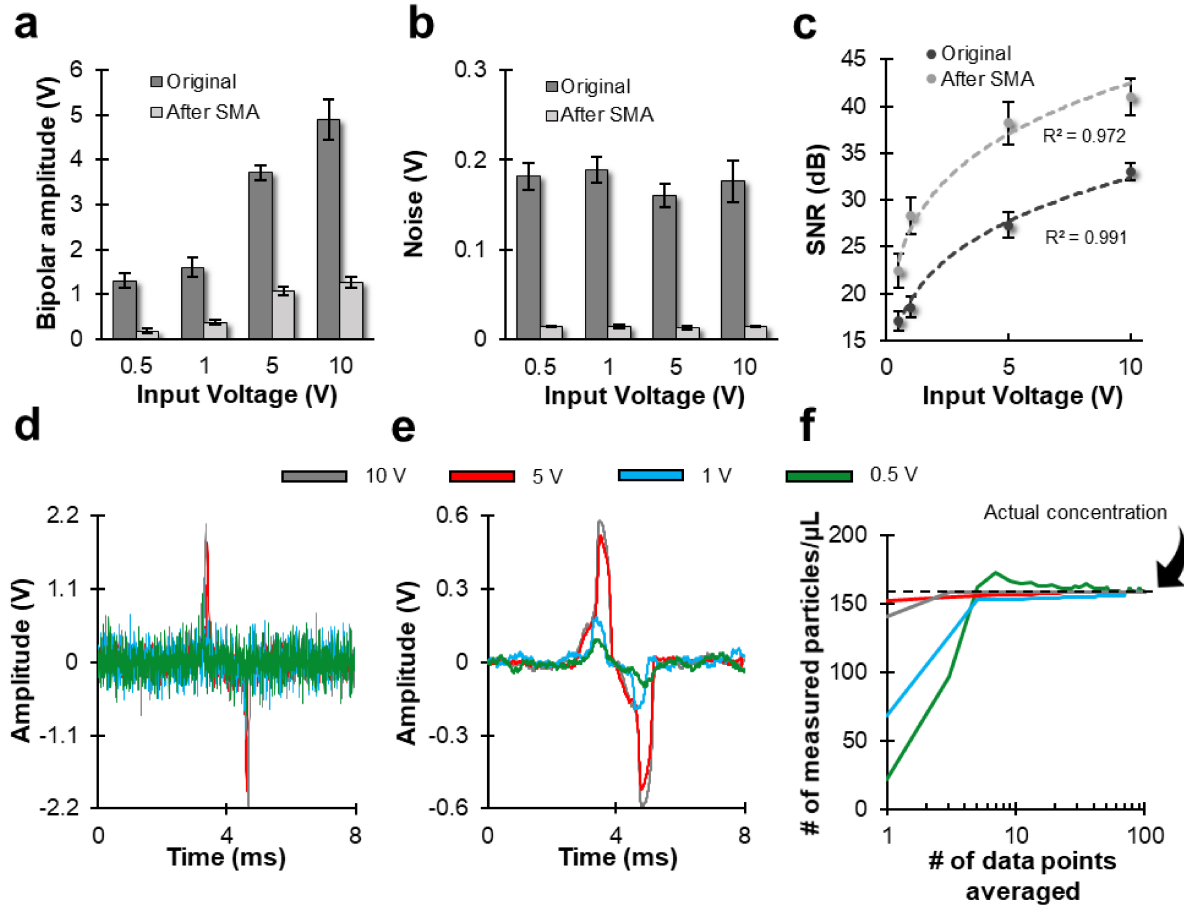 a
Bipolar amplitude (V)
6
5
4
3
2
1
0
Original
After SMA
0.5 1 5 10
Input Voltage (V)
b
Noise (V)
0.3
0.2
0.1
0
Original
After SMA
0.5 1 5 10
Input Voltage (V)
c
SNR (dB)
45
40
35
30
25
20
15
Original
After SMA
R² = 0.972
R² = 0.991
0 5 10
Input Voltage (V)
10 V 5 V 1 V 0.5 V
d
Amplitude (V)
2.2
1.1
0
-1.1
-2.2
0 4 8
Time (ms)
e
Amplitude (V)
0.6
0.3
0
-0.3
-0.6
0 4 8
Time (ms)
f
# of measured particles/µL
Actual concentration
200
150
100
50
0
1 10 100
# of data points
averaged